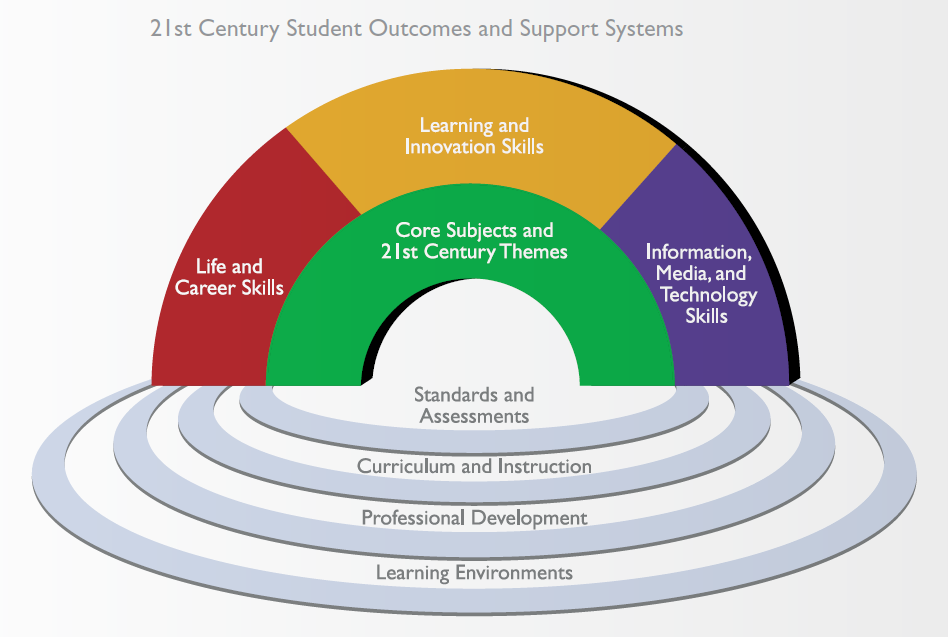 21st Century Student Outcomes and Support Systems
Learning and
Innovation Skills
Core Subjects and
21st Century Themes
Life and
Career Skills
Information,
Media, and
Technology
Skills
Standards and
Assessments
Curriculum and Instruction
Professional Development
Learning Environments